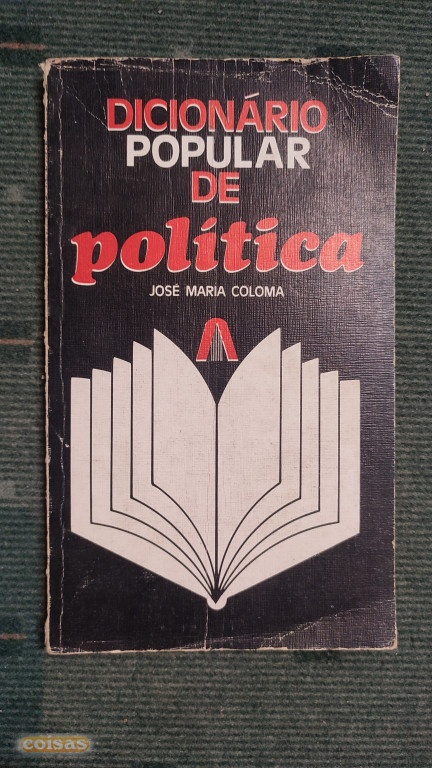 DICIONÁRIO
POPULAR
DE
política
JOSÉ MARIA COLOMA
coisas